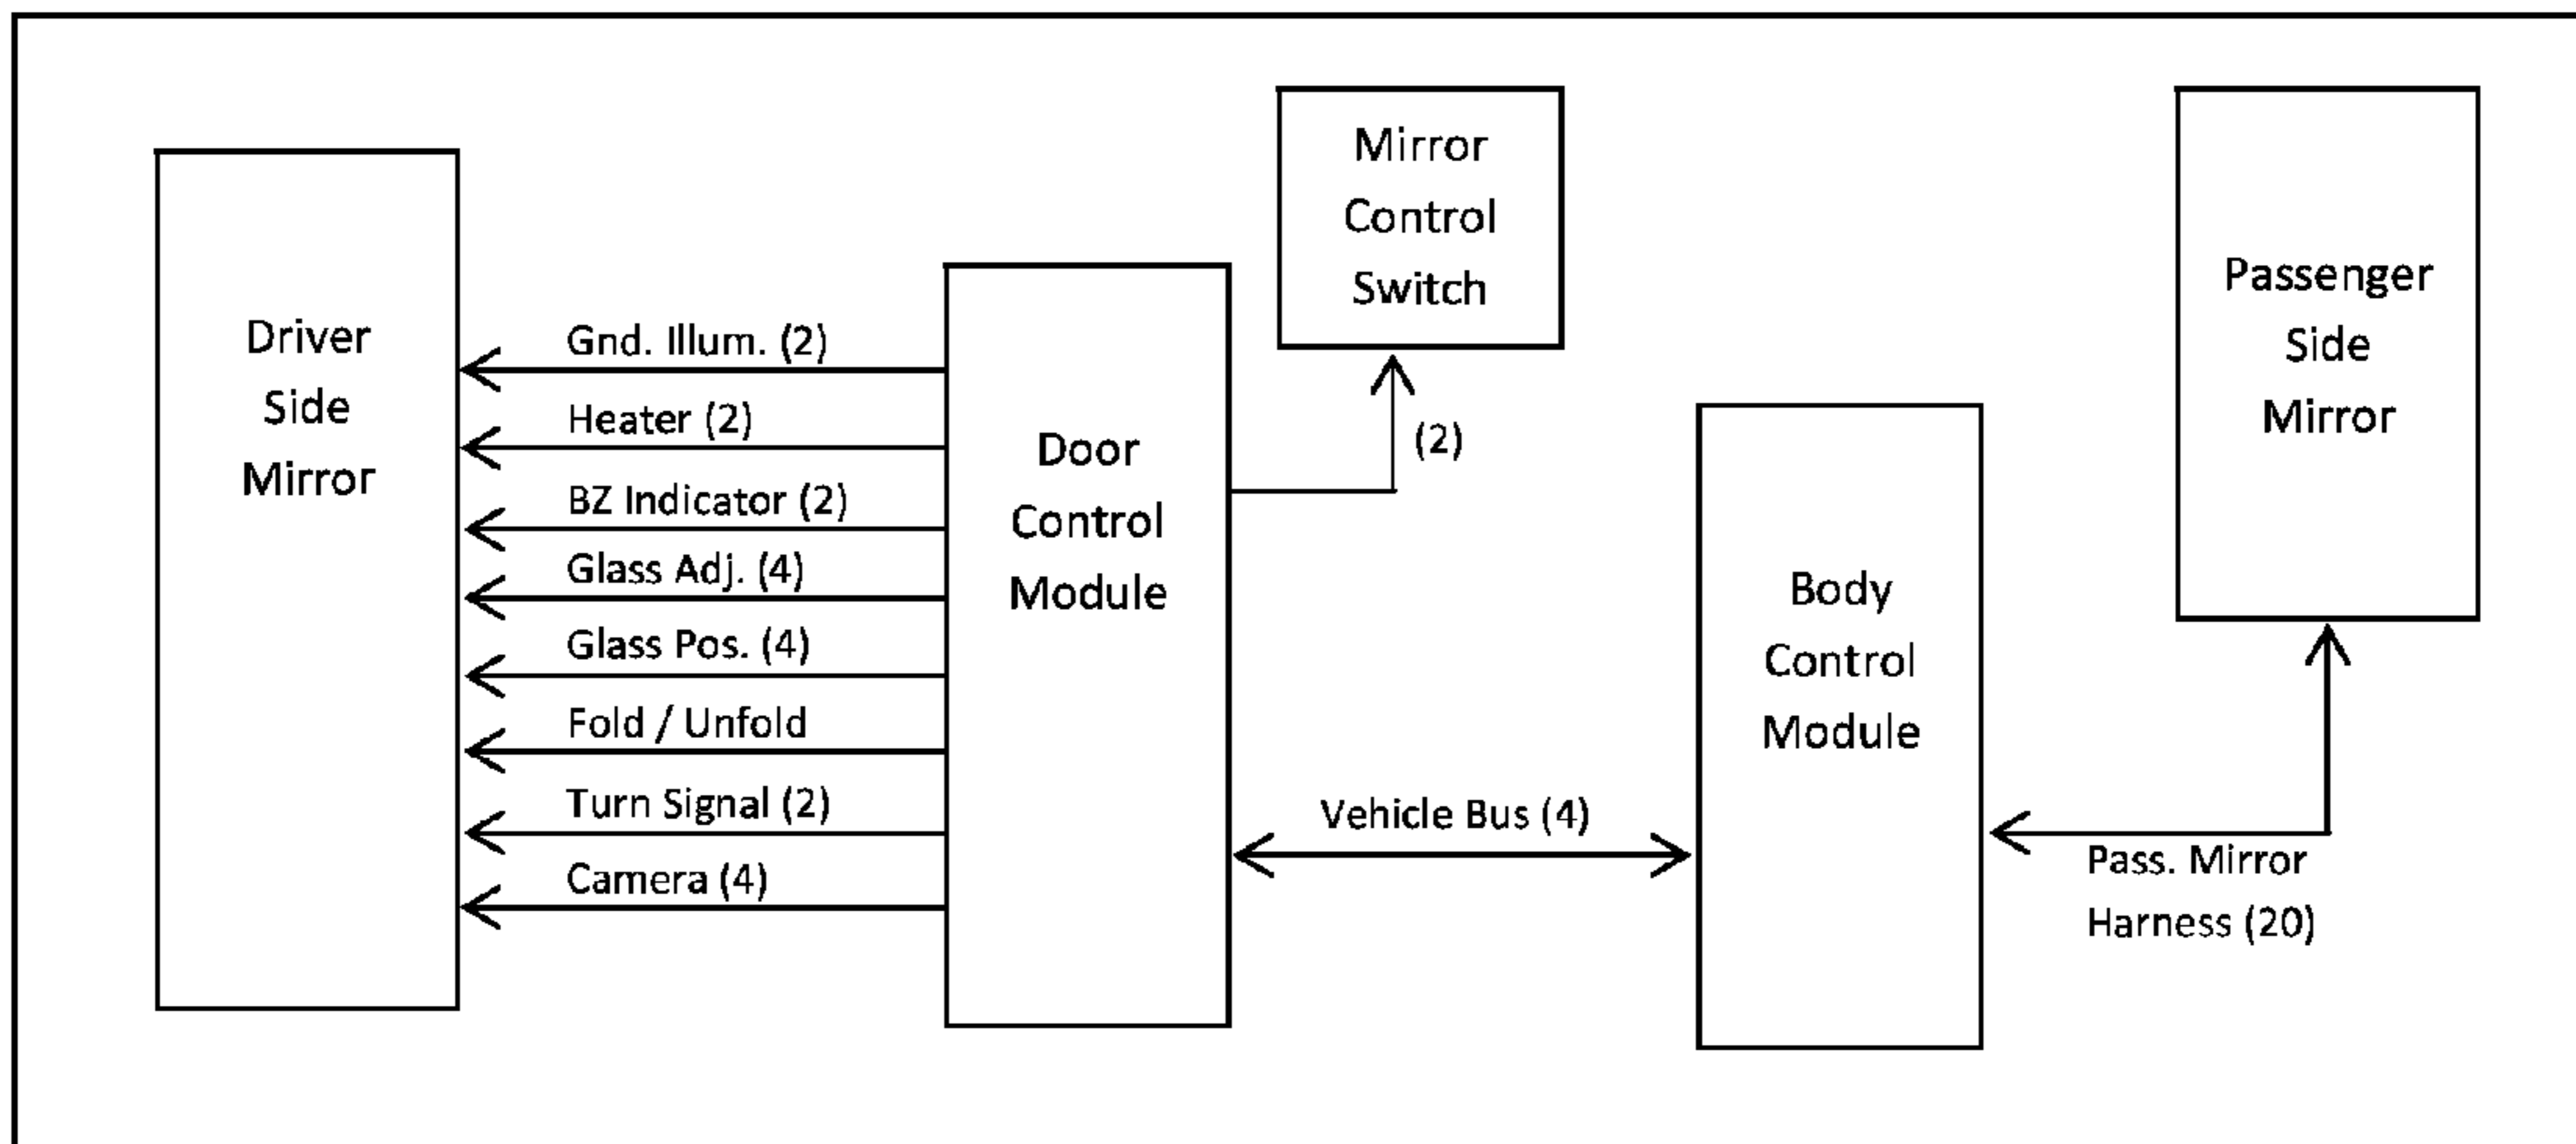 Mirror
Control
Switch
Passenger
Side
Mirror
Driver
Side
Mirror
Gnd. Illum. (2)
Heater (2)
BZ Indicator (2)
Glass Adj. (4)
Glass Pos. (4)
Fold / Unfold
Turn Signal (2)
Camera (4)
Door
Control
Module
(2)
Body
Control
Module
Vehicle Bus (4)
Pass. Mirror
Harness (20)